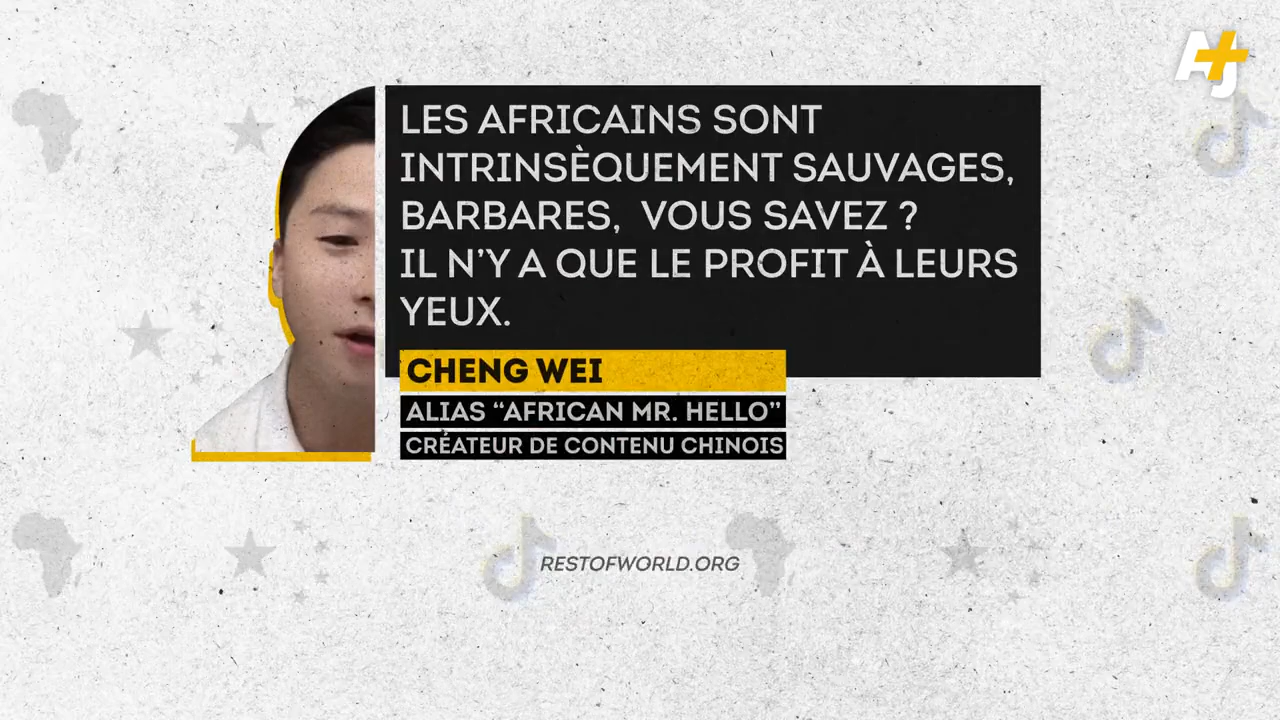 AJ+
LES AFRICAINS SONT
INTRINSÈQUEMENT SAUVAGES,
BARBARES, VOUS SAVEZ ?
IL N’Y A QUE LE PROFIT À LEURS
YEUX.
CHENG WEI
ALIAS “AFRICAN MR. HELLO”
CRÉATEUR DE CONTENU CHINOIS
RESTOFWORLD.ORG